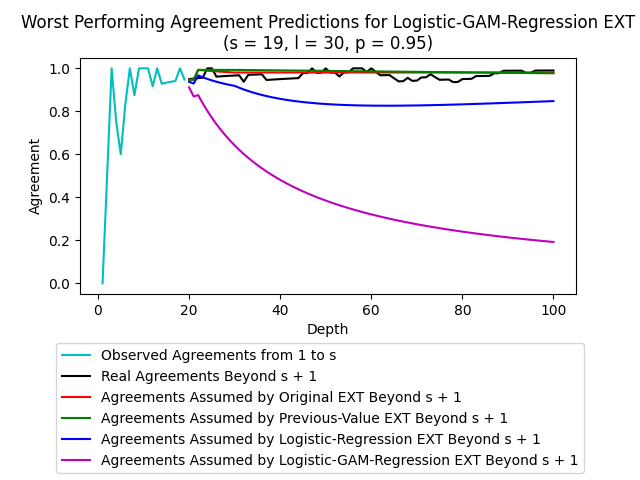 Worst Performing Agreement Predictions for Logistic-GAM-Regression EXT
(s = 19, l = 30, p = 0.95)
1.0
0.8
0.6
0.4
0.2
0.0
Agreement
0 20 40 60 80 100
Depth
Observed Agreements from 1 to s
Real Agreements Beyond s + 1
Agreements Assumed by Original EXT Beyond s + 1
Agreements Assumed by Previous-Value EXT Beyond s + 1
Agreements Assumed by Logistic-Regression EXT Beyond s + 1
Agreements Assumed by Logistic-GAM-Regression EXT Beyond s + 1